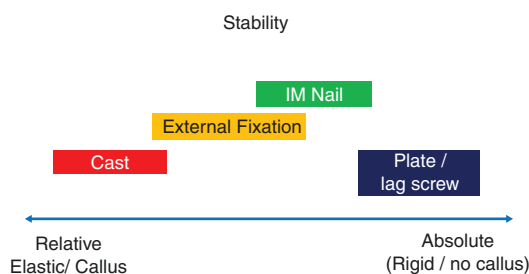 Stability
IM Nail
External Fixation
Cast
Plate /
lag screw
Relative
Elastic/ Callus
Absolute
(Rigid / no callus)